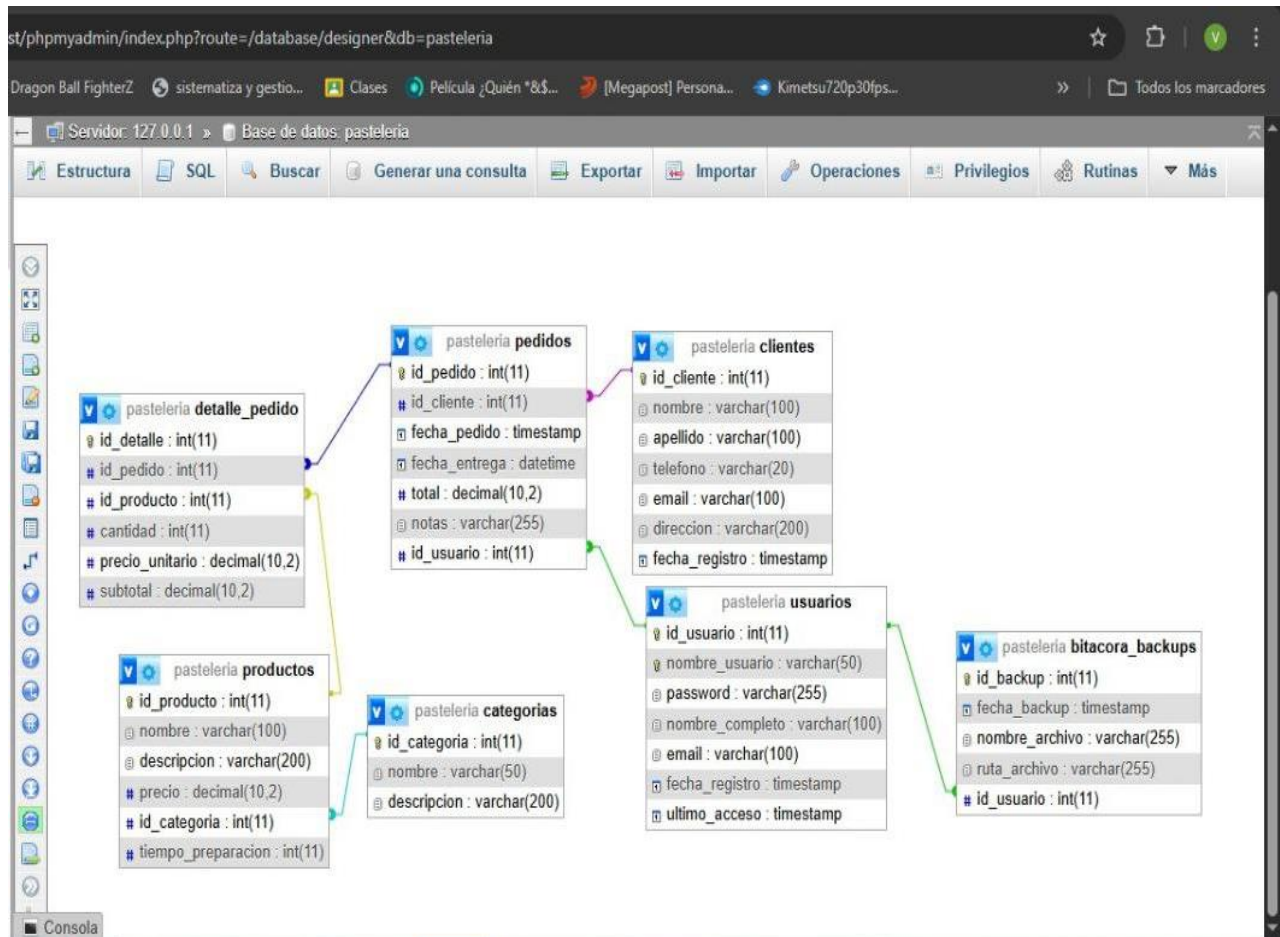 st/phpmyadmin/index.php?route=/database/designer&db=pasteleria
V
Dragon Ball FighterZ sistematiza y gestio... Clases Película ¿Quién *&$... [Megapost] Persona... Kimetsu720p30fps... » Todos los marcadores
Servidor: 127.0.0.1 » Base de datos: pasteleria
Estructura SQL Buscar Generar una consulta Exportar Importar Operaciones Privilegios Rutinas Más
v pasteleria pedidos
id_pedido : int(11)
# id_cliente : int(11)
fecha_pedido : timestamp
fecha_entrega : datetime
# total : decimal(10,2)
notas : varchar(255)
# id_usuario : int(11)
v pasteleria clientes
id_cliente : int(11)
nombre : varchar(100)
apellido : varchar(100)
telefono : varchar(20)
email : varchar(100)
direccion : varchar(200)
fecha_registro : timestamp
v pasteleria detalle_pedido
id_detalle : int(11)
# id_pedido : int(11)
# id_producto : int(11)
# cantidad : int(11)
# precio_unitario : decimal(10,2)
# subtotal : decimal(10,2)
v pasteleria usuarios
id_usuario : int(11)
nombre_usuario : varchar(50)
password : varchar(255)
nombre_completo : varchar(100)
email : varchar(100)
fecha_registro : timestamp
ultimo_acceso : timestamp
v pasteleria bitacora_backups
id_backup : int(11)
fecha_backup : timestamp
nombre_archivo : varchar(255)
ruta_archivo : varchar(255)
# id_usuario : int(11)
v pasteleria productos
id_producto : int(11)
nombre : varchar(100)
descripcion : varchar(200)
# precio : decimal(10,2)
# id_categoria : int(11)
# tiempo_preparacion : int(11)
v pasteleria categorias
id_categoria : int(11)
nombre : varchar(50)
descripcion : varchar(200)
Consola